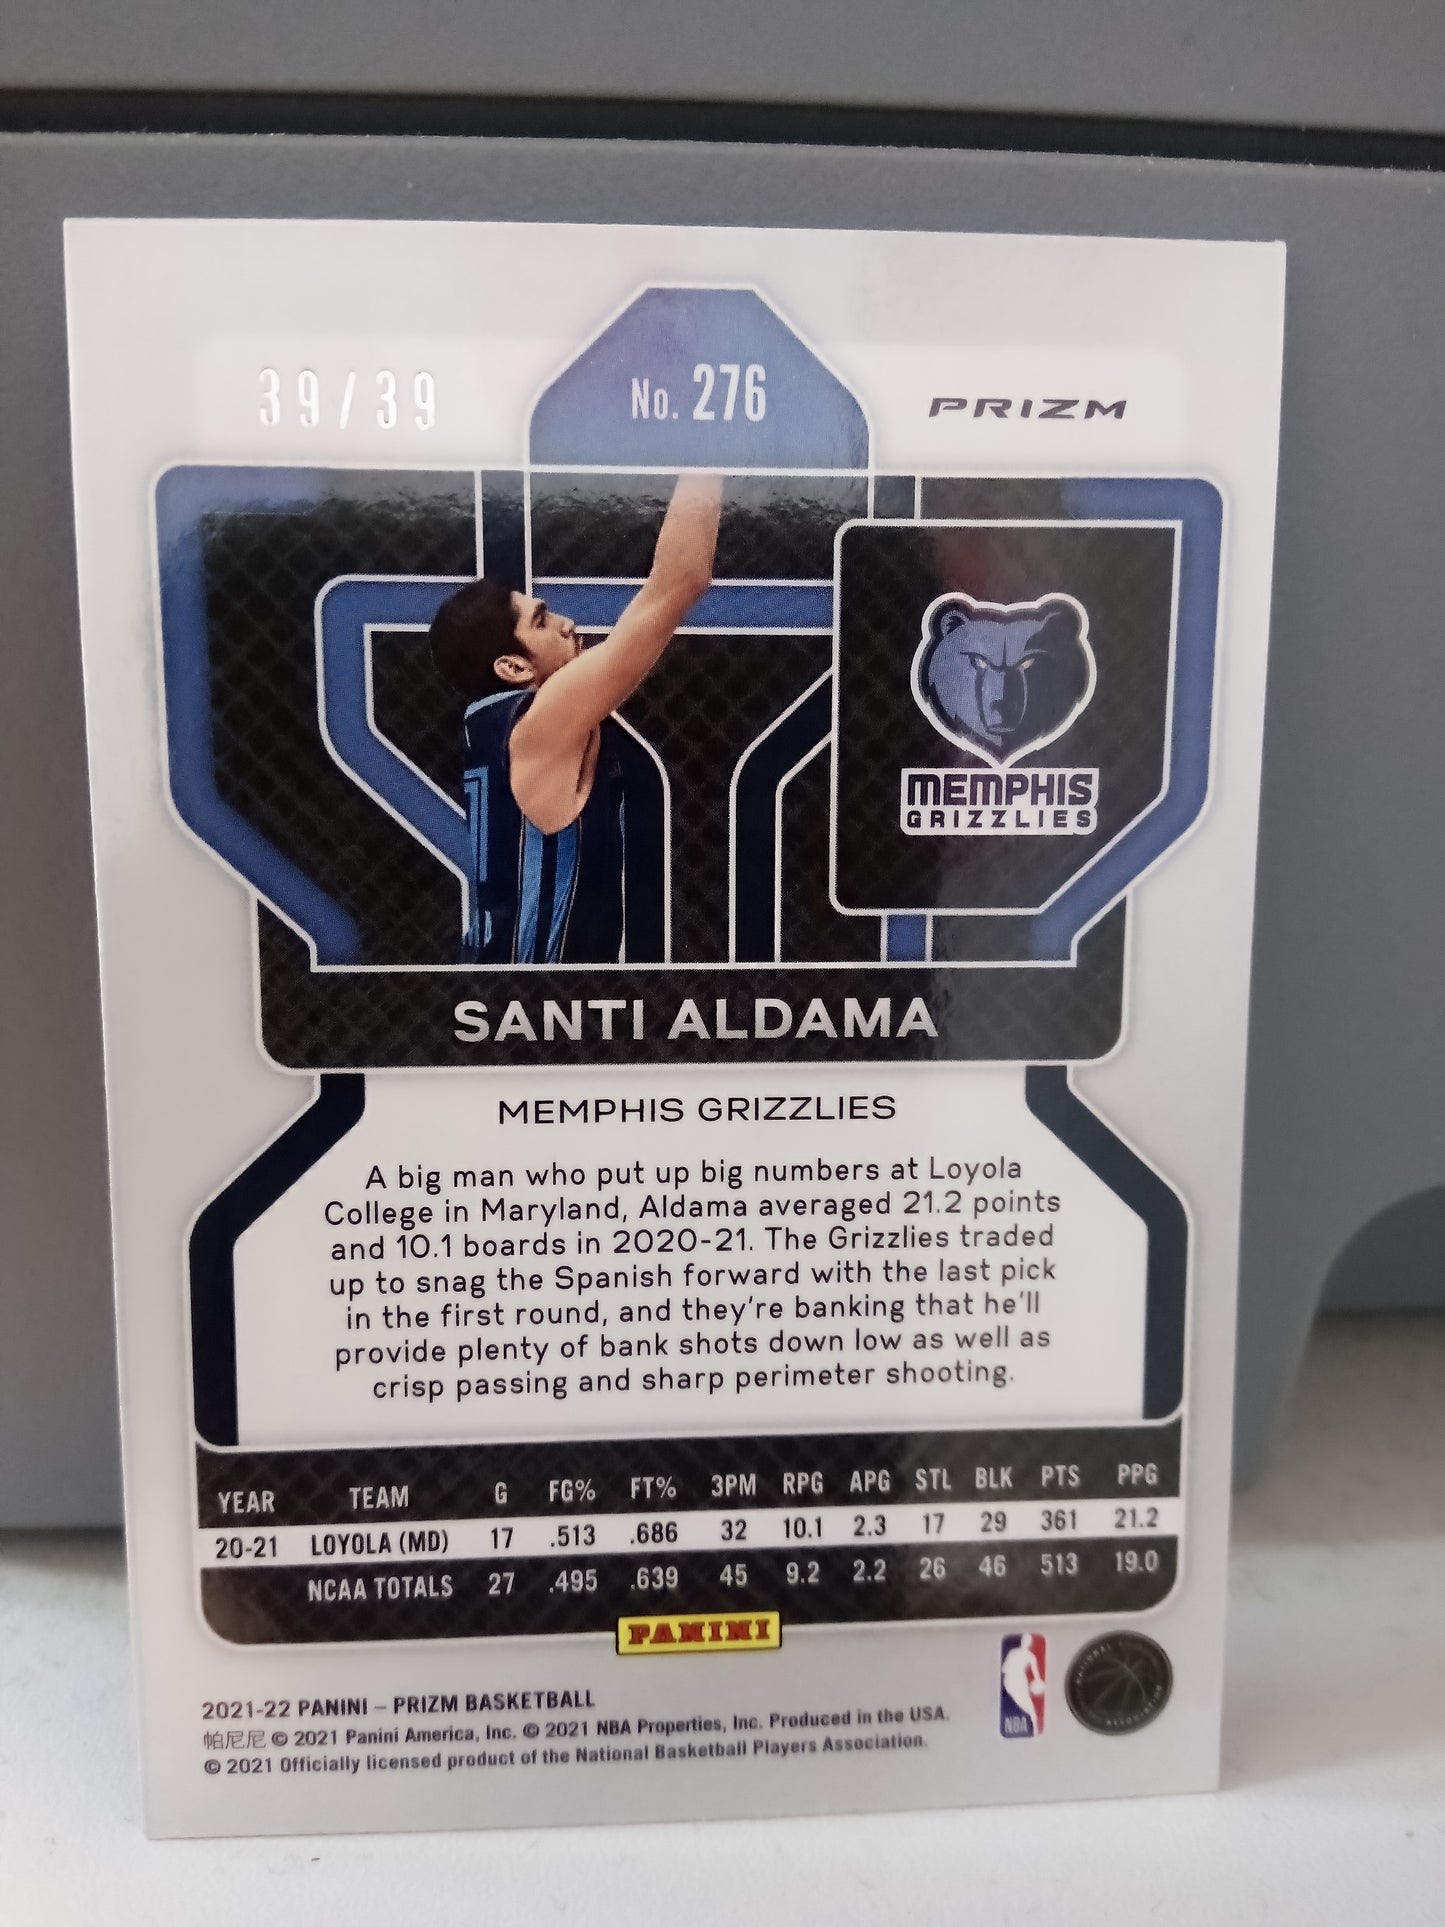 39/39
No. 276
PRIZM
MEMPHIS
GRIZZLIES
SANTI ALDAMA
MEMPHIS GRIZZLIES
A big man who put up big numbers at Loyola
College in Maryland, Aldama averaged 21.2 points
and 10.1 boards in 2020-21. The Grizzlies traded
up to snag the Spanish forward with the last pick
in the first round, and they're banking that he'll
provide plenty of bank shots down low as well as
crisp passing and sharp perimeter shooting.
YEAR TEAM G FG% FT% 3PM RPG APG STL BLK PTS PPG
20-21 LOYOLA (MD) 17 .513 .686 32 10.1 2.3 17 29 361 21.2
NCAA TOTALS 27 .495 .639 45 9.2 2.2 26 46 513 19.0
PANINI
2021-22 PANINI – PRIZM BASKETBALL
帕尼尼 © 2021 Panini America, Inc. © 2021 NBA Properties, Inc. Produced in the USA.
© 2021 Officially licensed product of the National Basketball Players Association.
NBA